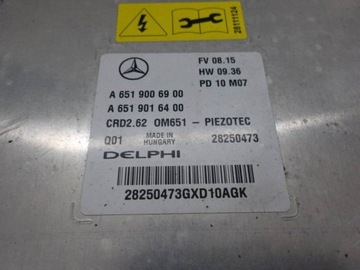 28111124
FV 08.15
HW 09.36
PD 10 M07
A 651 900 69 00
A 651 901 64 00
CRD2.62 OM651 - PIEZOTEC
Q01 MADE IN HUNGARY 28250473
DELPHI
28250473GXD10AGK